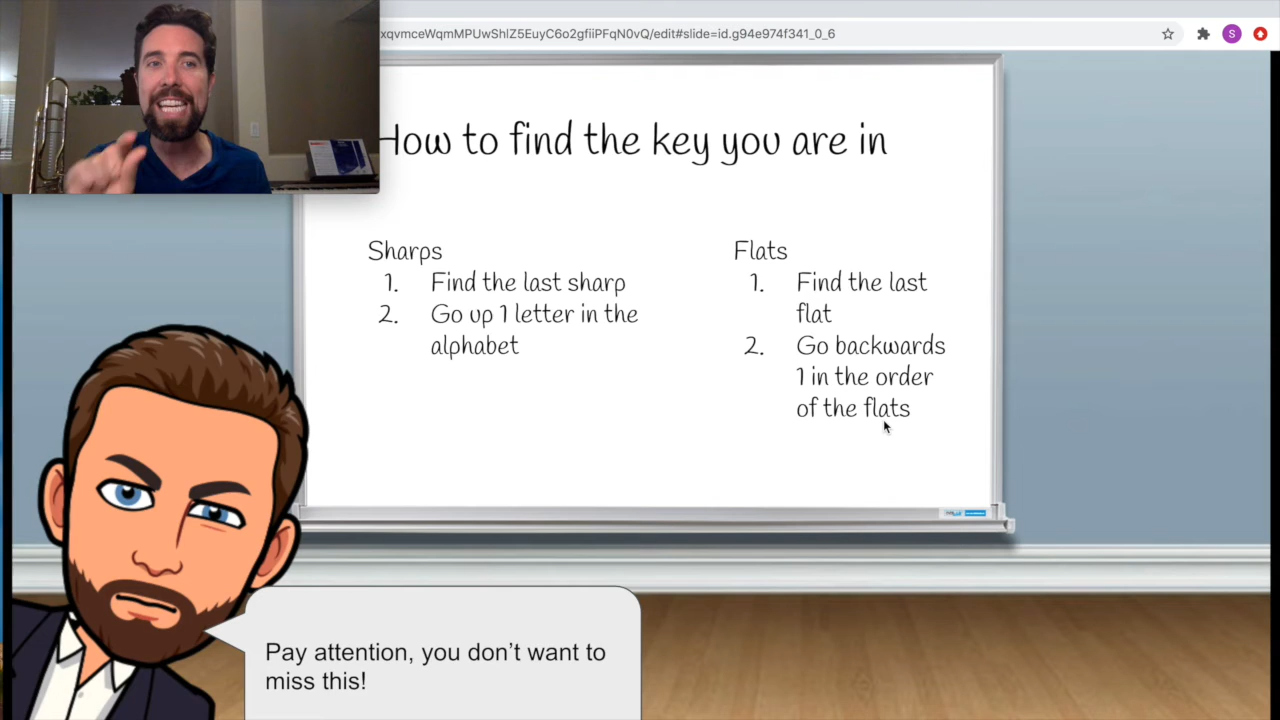 xqvmceWqmMPUwShlZ5EuyC6o2gfiiPFqN0vQ/edit#slide=id.g94e974f341_0_6
S
How to find the key you are in
Sharps
1. Find the last sharp
2. Go up 1 letter in the
alphabet
Flats
1. Find the last
flat
2. Go backwards
1 in the order
of the flats
Pay attention, you don’t want to
miss this!